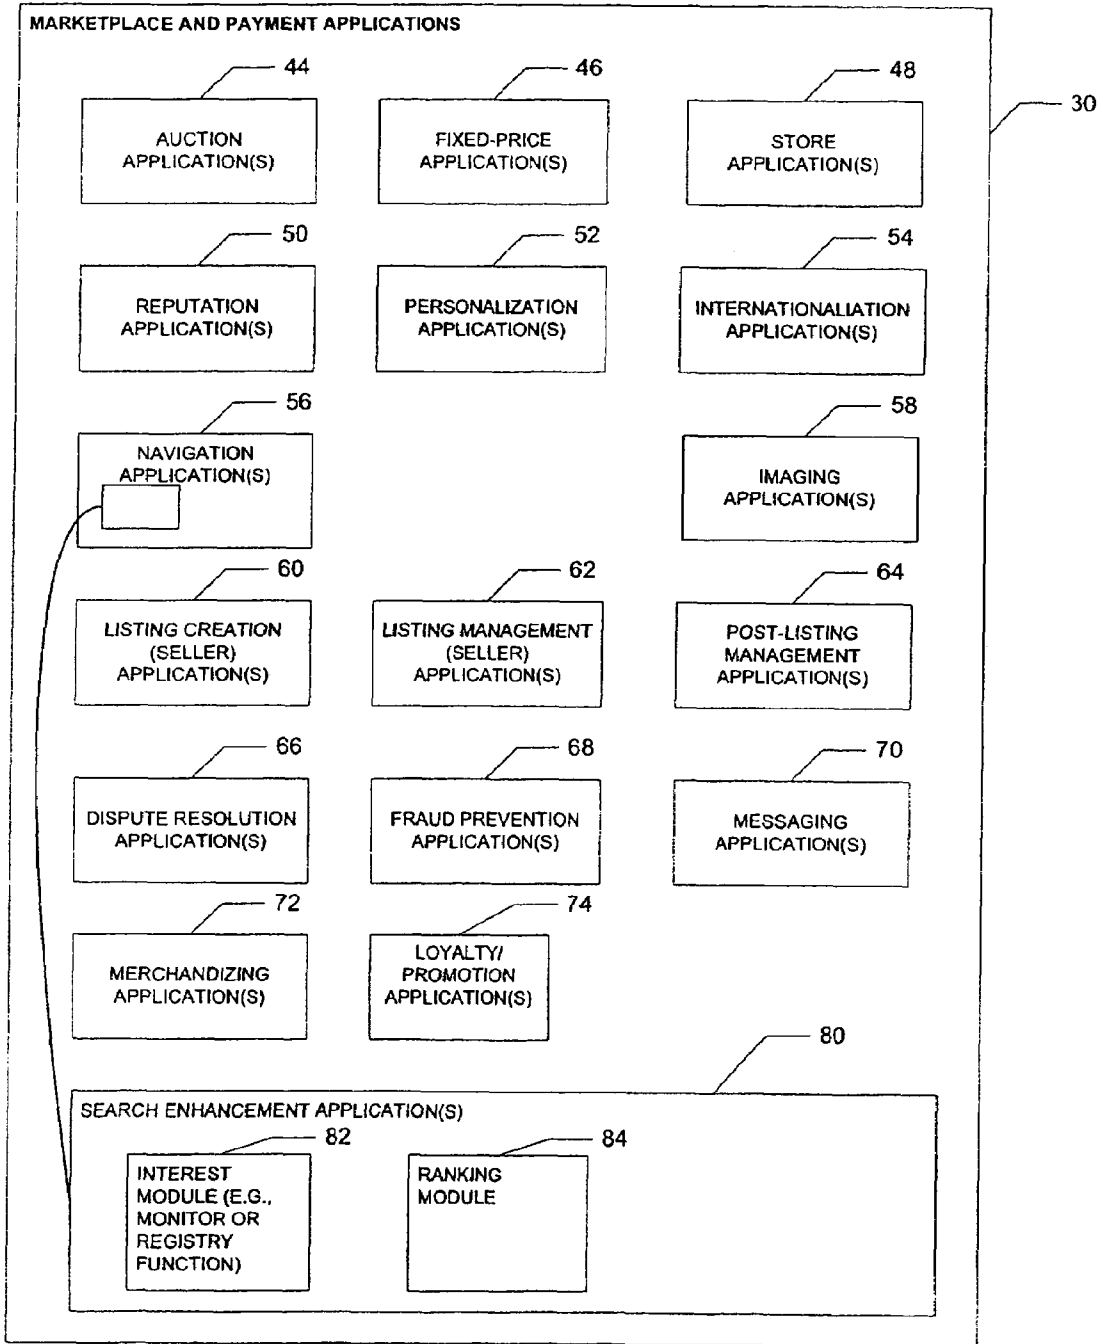 MARKETPLACE AND PAYMENT APPLICATIONS
30
44
AUCTION
APPLICATION(S)
46
FIXED-PRICE
APPLICATION(S)
48
STORE
APPLICATION(S)
50
REPUTATION
APPLICATION(S)
52
PERSONALIZATION
APPLICATION(S)
54
INTERNATIONALIATION
APPLICATION(S)
56
NAVIGATION
APPLICATION(S)
58
IMAGING
APPLICATION(S)
60
LISTING CREATION
(SELLER)
APPLICATION(S)
62
LISTING MANAGEMENT
(SELLER)
APPLICATION(S)
64
POST-LISTING
MANAGEMENT
APPLICATION(S)
66
DISPUTE RESOLUTION
APPLICATION(S)
68
FRAUD PREVENTION
APPLICATION(S)
70
MESSAGING
APPLICATION(S)
72
MERCHANDIZING
APPLICATION(S)
74
LOYALTY/
PROMOTION
APPLICATION(S)
80
SEARCH ENHANCEMENT APPLICATION(S)
82
INTEREST
MODULE (E.G.,
MONITOR OR
REGISTRY
FUNCTION)
84
RANKING
MODULE